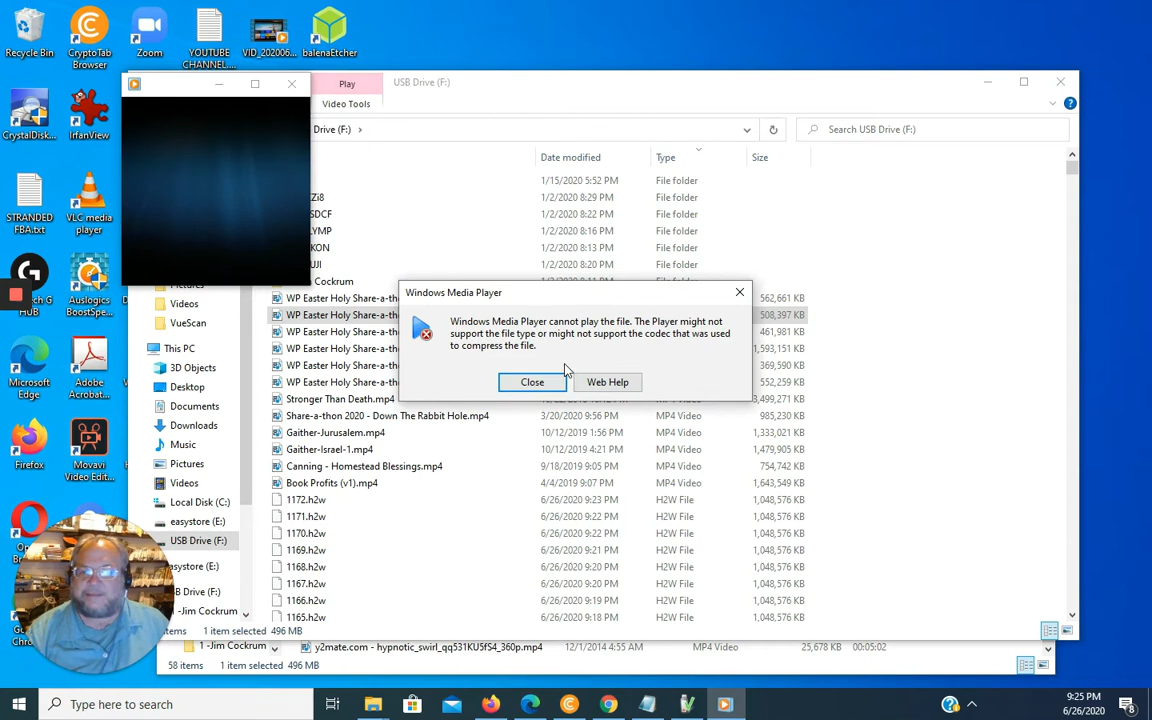 Recycle Bin
CryptoTab
Browser
Zoom
YOUTUBE
CHANNEL....
VID_202006...
balenaEtcher
Play
USB Drive (F:)
Video Tools
Drive (F:)
Search USB Drive (F:)
CrystalDisk...
IrfanView
STRANDED
FBA.txt
VLC media
player
G HUB
Auslogics
BoostSpe...
Microsoft
Edge
Adobe
Acrobat...
Firefox
Movavi
Video Edit...
Date modified
Type
Size
1/15/2020 5:52 PM File folder
Zi8 1/2/2020 8:29 PM File folder
SDCF 1/2/2020 8:22 PM File folder
LYMP 1/2/2020 8:16 PM File folder
KON 1/2/2020 8:13 PM File folder
UJI 1/2/2020 8:20 PM File folder
Cockrum
WP Easter Holy Share-a-th 562,661 KB
WP Easter Holy Share-a-th 508,397 KB
WP Easter Holy Share-a-th 461,981 KB
WP Easter Holy Share-a-th 1,593,151 KB
WP Easter Holy Share-a-th
WP Easter Holy Share-a-th 552,259 KB
Stronger Than Death.mp4 3,499,271 KB
Share-a-thon 2020 - Down The Rabbit Hole.mp4 3/20/2020 9:56 PM MP4 Video 985,230 KB
Gaither-Jurusalem.mp4 10/12/2019 1:56 PM MP4 Video 1,333,021 KB
Gaither-Israel-1.mp4 10/12/2019 4:21 PM MP4 Video 1,479,905 KB
Canning - Homestead Blessings.mp4 9/18/2019 9:05 PM MP4 Video 754,742 KB
Book Profits (v1).mp4 4/4/2019 9:07 PM MP4 Video 1,643,549 KB
1172.h2w 6/26/2020 9:23 PM H2W File 1,048,576 KB
1171.h2w 6/26/2020 9:22 PM H2W File 1,048,576 KB
1170.h2w 6/26/2020 9:22 PM H2W File 1,048,576 KB
1169.h2w 6/26/2020 9:21 PM H2W File 1,048,576 KB
1168.h2w 6/26/2020 9:20 PM H2W File 1,048,576 KB
1167.h2w 6/26/2020 9:20 PM H2W File 1,048,576 KB
1166.h2w 6/26/2020 9:19 PM H2W File 1,048,576 KB
1165.h2w 6/26/2020 9:18 PM H2W File 1,048,576 KB
Windows Media Player
Windows Media Player cannot play the file. The Player might not
support the file type or might not support the codec that was used
to compress the file.
Close
Web Help
Videos
VueScan
This PC
3D Objects
Desktop
Documents
Downloads
Music
Pictures
Videos
Local Disk (C:)
easystore (E:)
USB Drive (F:)
easystore (E:)
Drive (F:)
-Jim Cockrum
items 1 item selected 496 MB
1 -Jim Cockrum
y2mate.com - hypnotic_swirl_qq531KU5fS4_360p.mp4 12/1/2014 4:55 AM MP4 Video 25,678 KB 00:05:02
58 items 1 item selected 496 MB
Type here to search
9:25 PM
6/26/2020
8